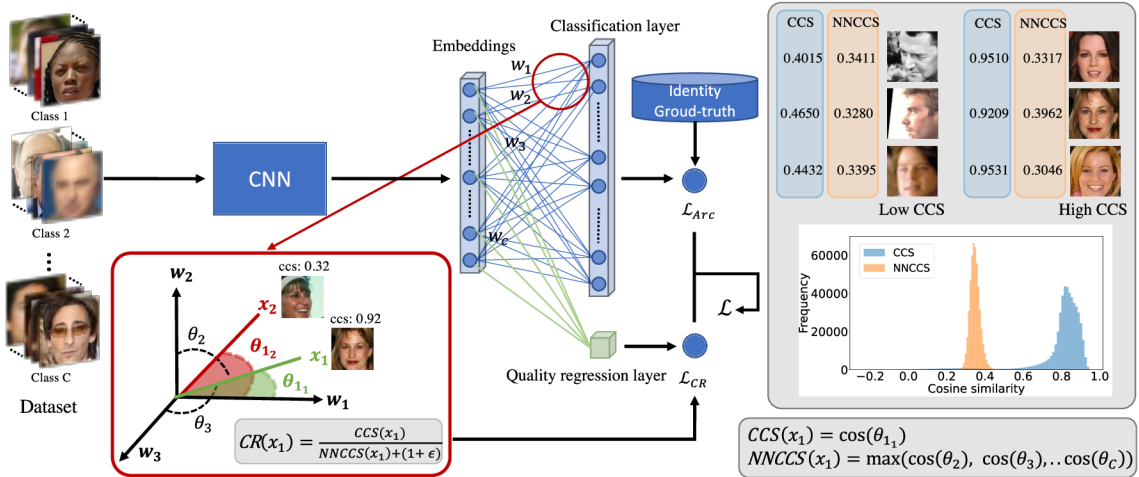 Class 1
Class 2
Class C
Dataset
CNN
Embeddings
Classification layer
w₁
w₂
w₃
w_c
Identity
Groud-truth
ℒ_Arc
ℒ
ℒ_CR
Quality regression layer
w₂
x₂
ccs: 0.32
ccs: 0.92
θ₂
θ₁₂
x₁
θ₁₁
θ₃
w₁
w₃
CR(x₁) = CCS(x₁) / NNCCS(x₁)+(1+ ϵ)
CCS NNCCS CCS NNCCS
0.4015 0.3411 0.9510 0.3317
0.4650 0.3280 0.9209 0.3962
0.4432 0.3395 0.9531 0.3046
Low CCS High CCS
CCS
NNCCS
Frequency
60000
40000
20000
0
−0.2 0.0 0.2 0.4 0.6 0.8 1.0
Cosine similarity
CCS(x₁) = cos(θ₁₁)
NNCCS(x₁) = max(cos(θ₂), cos(θ₃),..cos(θ_C))